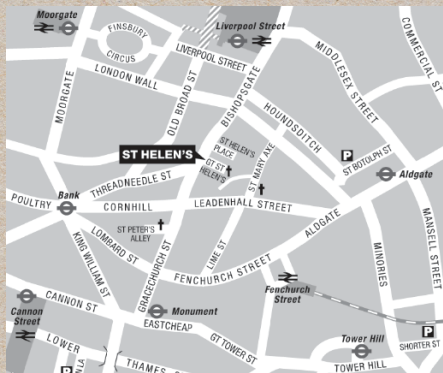 Moorgate
FINSBURY
CIRCUS
Liverpool Street
LIVERPOOL STREET
LONDON WALL
MOORGATE
OLD BROAD ST
BISHOPSGATE
MIDDLESEX STREET
COMMERCIAL ST
HOUNDSDITCH
ST HELEN'S
ST HELEN'S
PLACE
GT ST
HELEN'S
ST MARY AXE
P
ST BOTOLPH ST
Aldgate
THREADNEEDLE ST
Bank
POULTRY
CORNHILL
LEADENHALL STREET
ALDGATE
MANSELL STREET
MINORIES
ST PETER'S
ALLEY
LOMBARD ST
KING WILLIAM ST
GRACECHURCH ST
LIME ST
FENCHURCH STREET
Fenchurch
Street
CANNON ST
Cannon
Street
Monument
EASTCHEAP
GT TOWER ST
Tower Hill
TOWER HILL
P
SHORTER ST
LOWER
P
THAMES